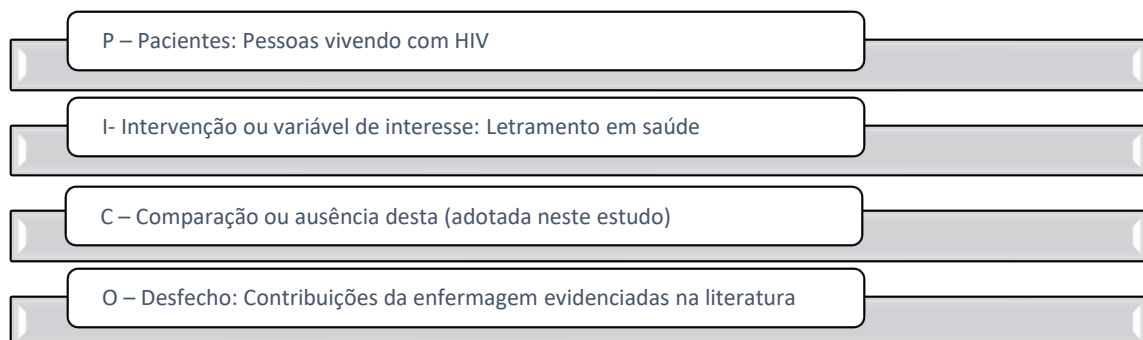 P – Pacientes: Pessoas vivendo com HIV
I- Intervenção ou variável de interesse: Letramento em saúde
C – Comparação ou ausência desta (adotada neste estudo)
O – Desfecho: Contribuições da enfermagem evidenciadas na literatura